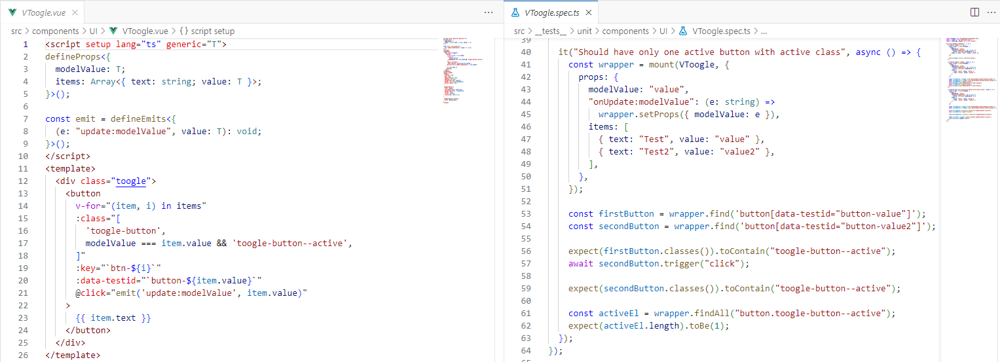 VToogle.vue
src > components > UI > VToogle.vue > {} script setup
1 <script setup lang="ts" generic="T">
2 defineProps<{
3 modelValue: T;
4 items: Array<{ text: string; value: T }>;
5 }>();
6
7 const emit = defineEmits<{
8 (e: "update:modelValue", value: T): void;
9 }>();
10 </script>
11 <template>
12 <div class="toogle">
13 <button
14 v-for="(item, i) in items"
15 :class="[
16 'toogle-button',
17 modelValue === item.value && 'toogle-button--active',
18 ]"
19 :key="`btn-${i}`"
20 :data-testid="`button-${item.value}`"
21 @click="emit('update:modelValue', item.value)"
22 >
23 {{ item.text }}
24 </button>
25 </div>
26 </template>
VToogle.spec.ts
src > __tests__ > unit > components > UI > VToogle.spec.ts > ...
39
40 it("Should have only one active button with active class", async () => {
41 const wrapper = mount(VToogle, {
42 props: {
43 modelValue: "value",
44 "onUpdate:modelValue": (e: string) =>
45 wrapper.setProps({ modelValue: e }),
46 items: [
47 { text: "Test", value: "value" },
48 { text: "Test2", value: "value2" },
49 ],
50 },
51 });
52
53 const firstButton = wrapper.find('button[data-testid="button-value"]');
54 const secondButton = wrapper.find('button[data-testid="button-value2"]');
55
56 expect(firstButton.classes()).toContain("toogle-button--active");
57 await secondButton.trigger("click");
58
59 expect(secondButton.classes()).toContain("toogle-button--active");
60
61 const activeEl = wrapper.findAll("button.toogle-button--active");
62 expect(activeEl.length).toBe(1);
63 });
64 });